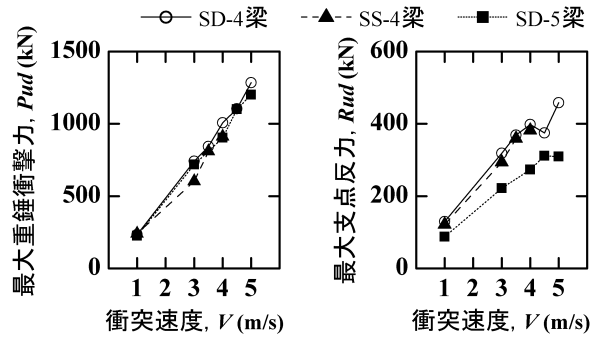 SD-4梁 SS-4梁 SD-5梁
最大重錘衝撃力, Pud (kN)
1500
1000
500
0
1 2 3 4 5
衝突速度, V (m/s)
最大支点反力, Rud (kN)
600
400
200
0
1 2 3 4 5
衝突速度, V (m/s)